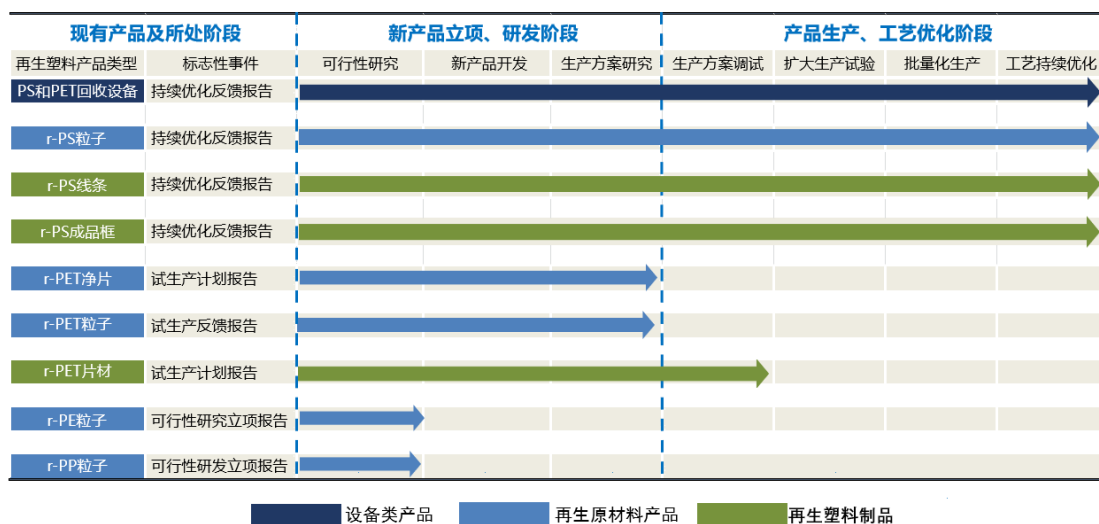 现有产品及所处阶段 新产品立项、研发阶段 产品生产、工艺优化阶段
再生塑料产品类型 标志性事件 可行性研究 新产品开发 生产方案研究 生产方案调试 扩大生产试验 批量化生产 工艺持续优化
PS和PET回收设备 持续优化反馈报告
r-PS粒子 持续优化反馈报告
r-PS线条 持续优化反馈报告
r-PS成品框 持续优化反馈报告
r-PET净片 试生产计划报告
r-PET粒子 试生产反馈报告
r-PET片材 试生产计划报告
r-PE粒子 可行性研究立项报告
r-PP粒子 可行性研发立项报告
设备类产品 再生原材料产品 再生塑料制品